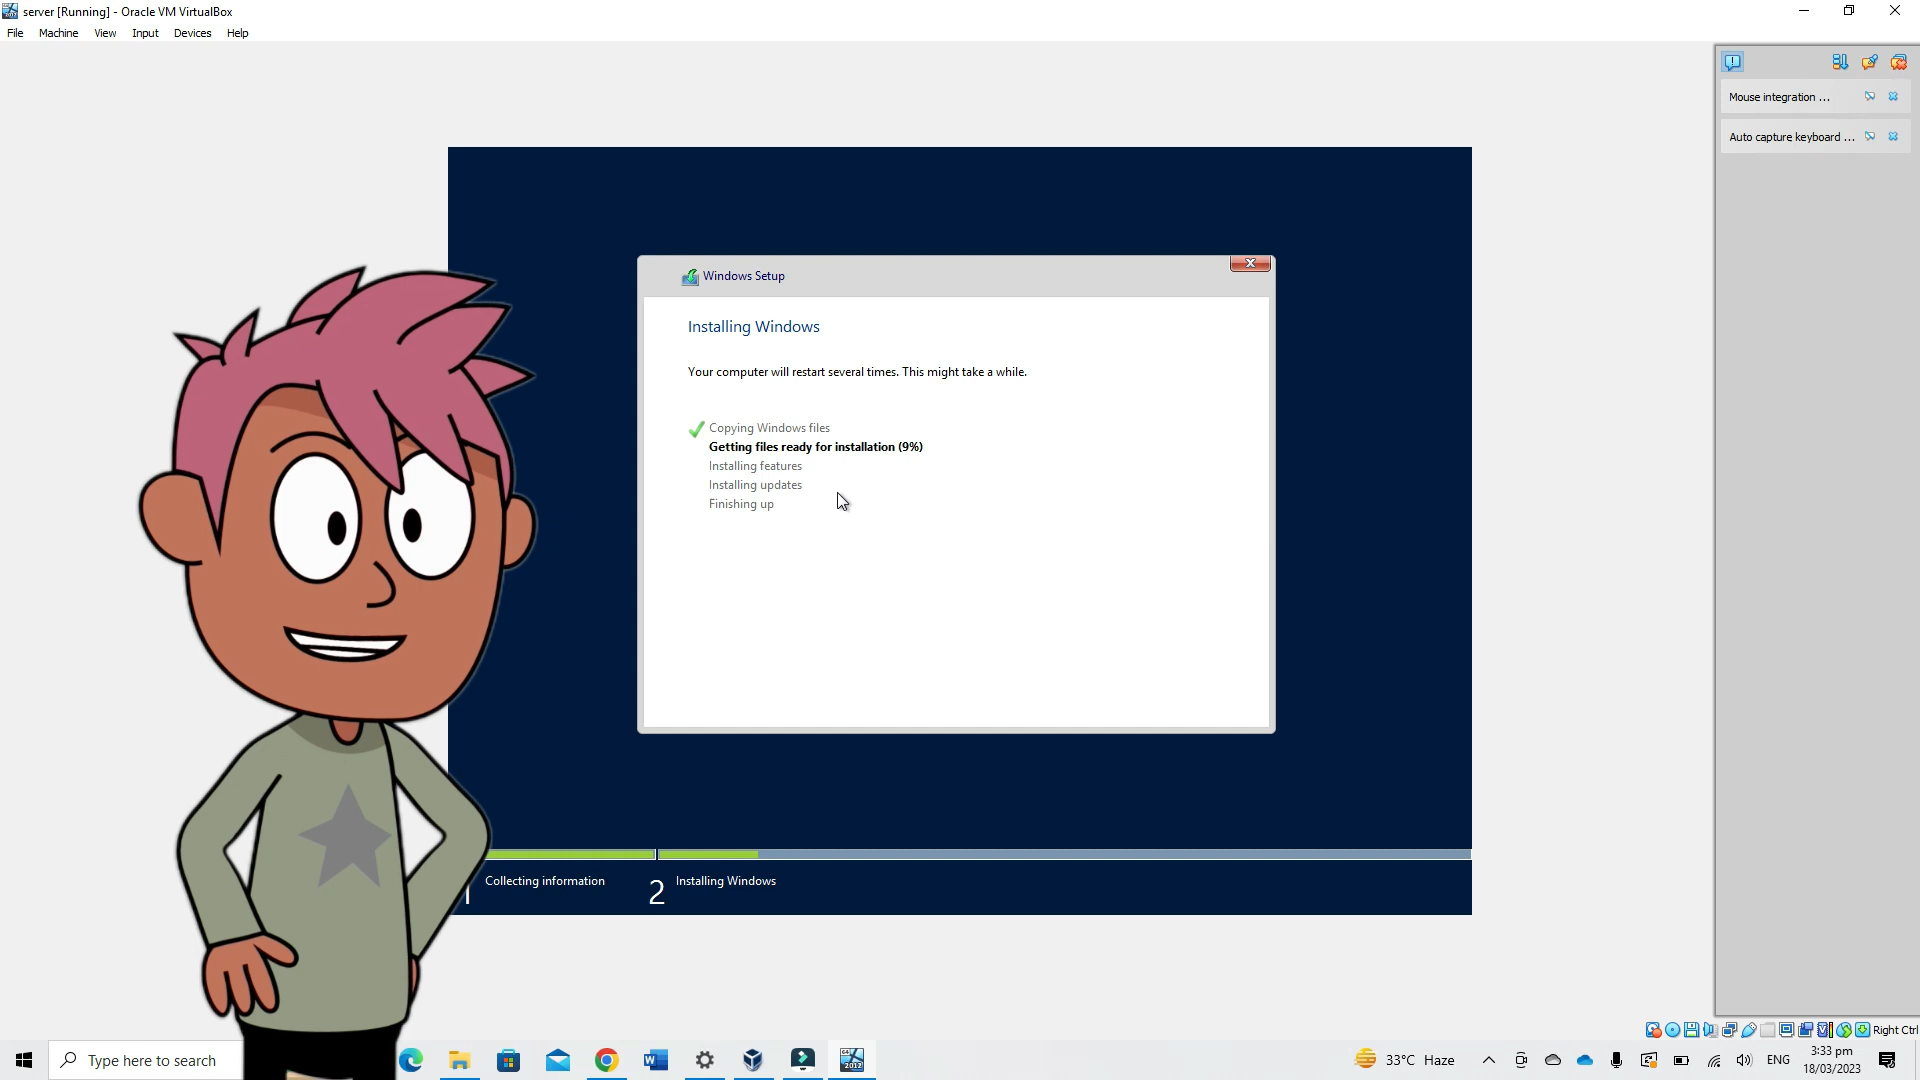 server [Running] - Oracle VM VirtualBox
File Machine View Input Devices Help
Mouse integration ...
Auto capture keyboard ...
Windows Setup
Installing Windows
Your computer will restart several times. This might take a while.
Copying Windows files
Getting files ready for installation (9%)
Installing features
Installing updates
Finishing up
Collecting information
2 Installing Windows
Right Ctrl
Type here to search
33°C Haze
ENG
3:33 pm
18/03/2023